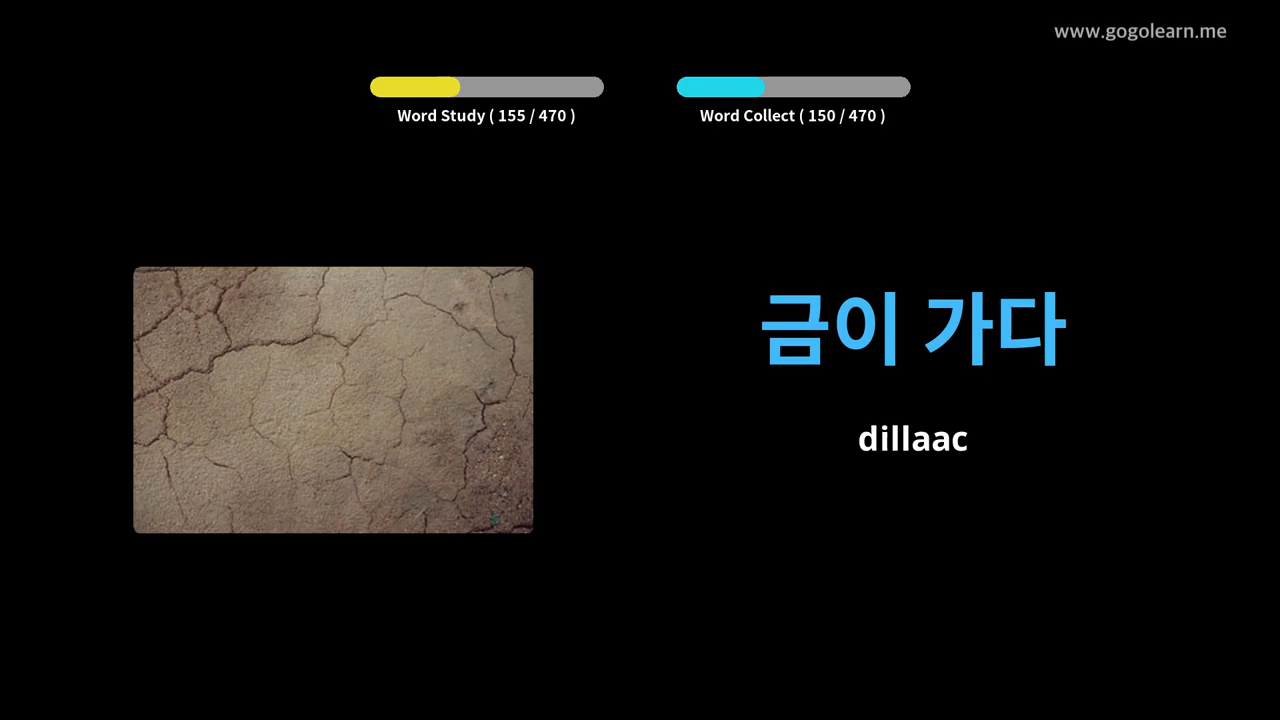 www.gogolearn.me
Word Study ( 155 / 470 )
Word Collect ( 150 / 470 )
금이 가다
dillaac